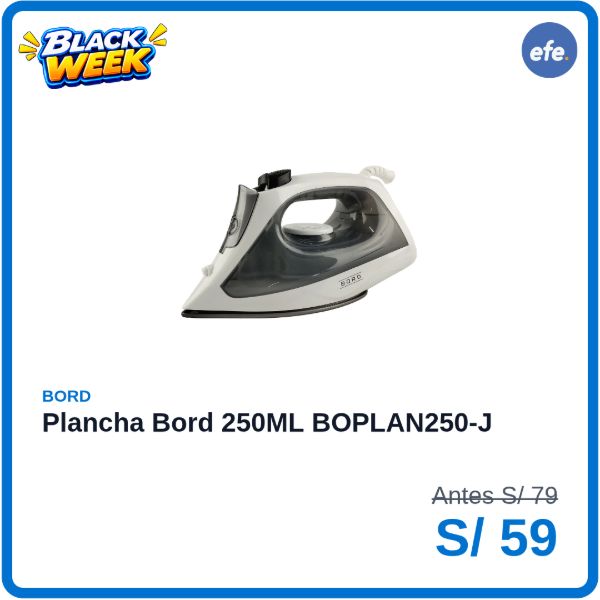 BLACK
WEEK
efe.
BORD
BORD
Plancha Bord 250ML BOPLAN250-J
Antes S/ 79
S/ 59